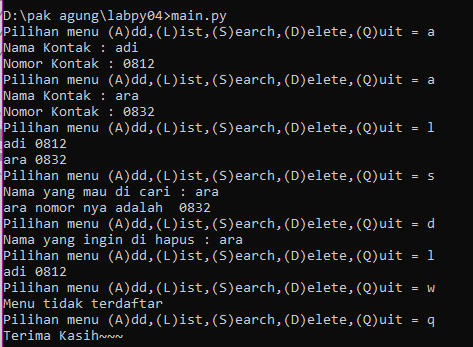 D:\pak agung\labpy04>main.py
Pilihan menu (A)dd,(L)ist,(S)earch,(D)elete,(Q)uit = a
Nama Kontak : adi
Nomor Kontak : 0812
Pilihan menu (A)dd,(L)ist,(S)earch,(D)elete,(Q)uit = a
Nama Kontak : ara
Nomor Kontak : 0832
Pilihan menu (A)dd,(L)ist,(S)earch,(D)elete,(Q)uit = l
adi 0812
ara 0832
Pilihan menu (A)dd,(L)ist,(S)earch,(D)elete,(Q)uit = s
Nama yang mau di cari : ara
ara nomor nya adalah  0832
Pilihan menu (A)dd,(L)ist,(S)earch,(D)elete,(Q)uit = d
Nama yang ingin di hapus : ara
Pilihan menu (A)dd,(L)ist,(S)earch,(D)elete,(Q)uit = l
adi 0812
Pilihan menu (A)dd,(L)ist,(S)earch,(D)elete,(Q)uit = w
Menu tidak terdaftar
Pilihan menu (A)dd,(L)ist,(S)earch,(D)elete,(Q)uit = q
Terima Kasih~~~